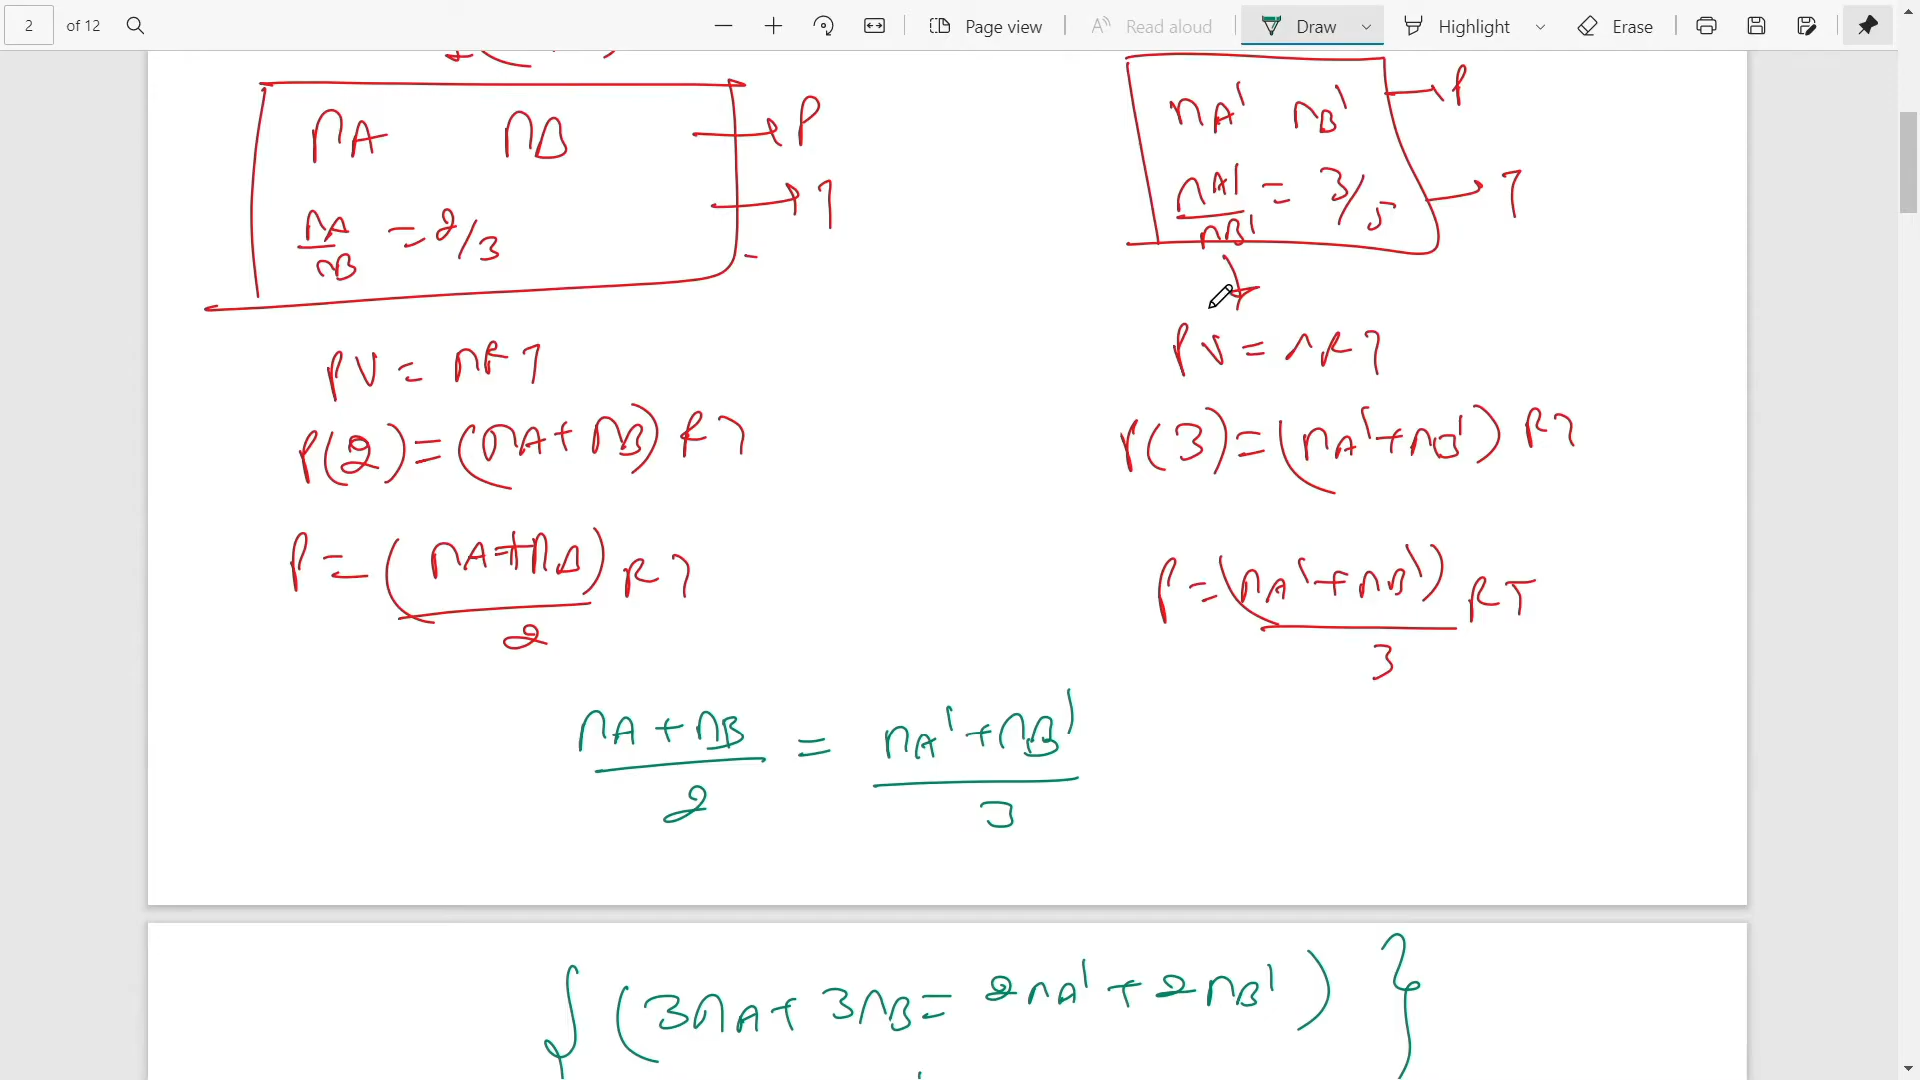 2 of 12 Page view Read aloud Draw Highlight Erase
nA nB → P
→ T
nA/nB = 2/3
nA' nB' → P
nA'/nB' = 3/5 → T
PV = nRT
P(2) = (nA + nB) RT
P = (nA + nB)/2 RT
PV = nRT
P(3) = (nA' + nB') RT
P = (nA' + nB')/3 RT
nA + nB/2 = nA' + nB'/3
{ (3nA + 3nB = 2nA' + 2nB') }